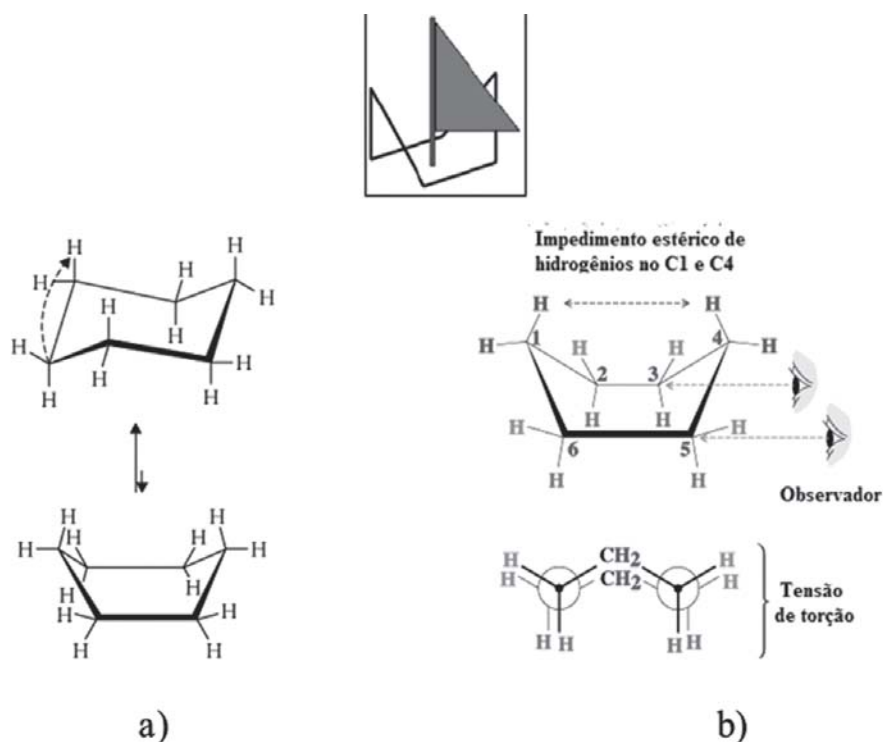 H H
H H H
H H H
H H H
H H H H
H H
H H
H H
H H
a)
Impedimento estérico de
hidrogênios no C1 e C4
H H
H 1 4 H
H H
2 3
H H
H H
6 5
H H
Observador
H CH2 H
H CH2 H
H H H H
Tensão
de torção
b)